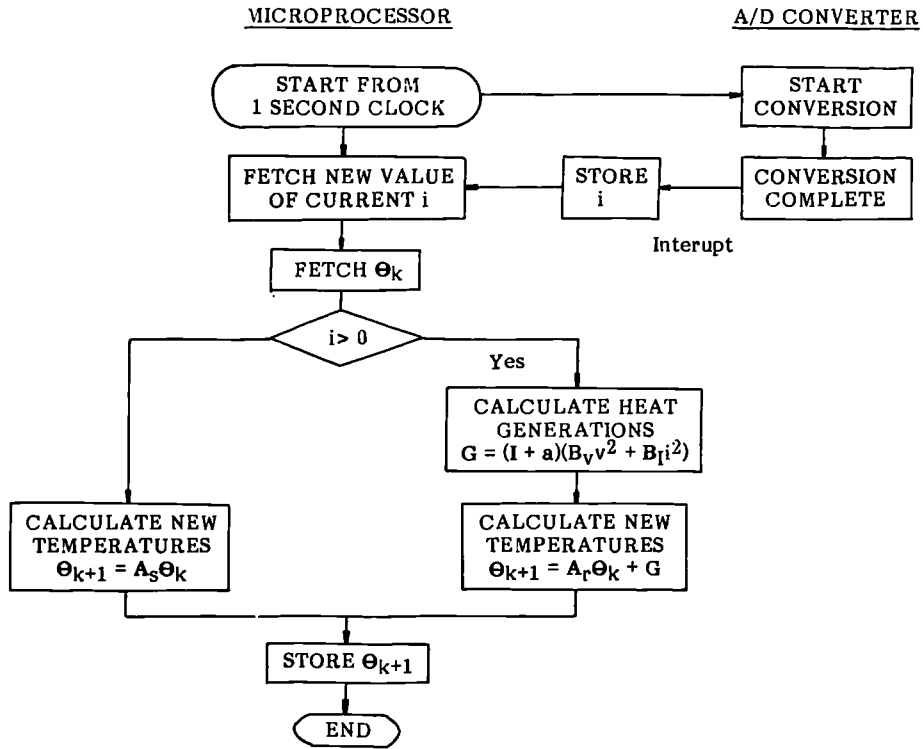 MICROPROCESSOR
A/D CONVERTER
START FROM
1 SECOND CLOCK
START
CONVERSION
FETCH NEW VALUE
OF CURRENT i
STORE
i
CONVERSION
COMPLETE
Interupt
FETCH Θk
i > 0
Yes
CALCULATE HEAT
GENERATIONS
G = (I + a)(Bᵥv² + B_I i²)
CALCULATE NEW
TEMPERATURES
Θk+1 = AsΘk
CALCULATE NEW
TEMPERATURES
Θk+1 = ArΘk + G
STORE Θk+1
END